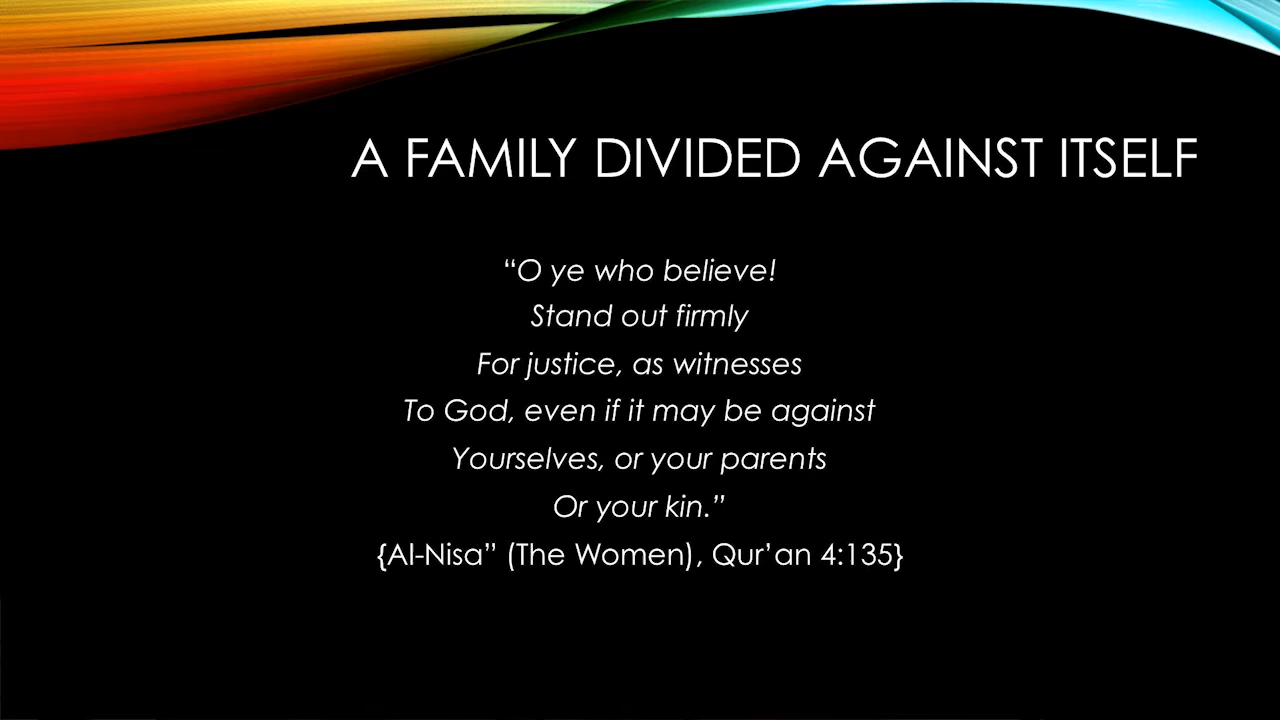 A FAMILY DIVIDED AGAINST ITSELF
“O ye who believe!
Stand out firmly
For justice, as witnesses
To God, even if it may be against
Yourselves, or your parents
Or your kin.”
{Al-Nisa” (The Women), Qur’an 4:135}